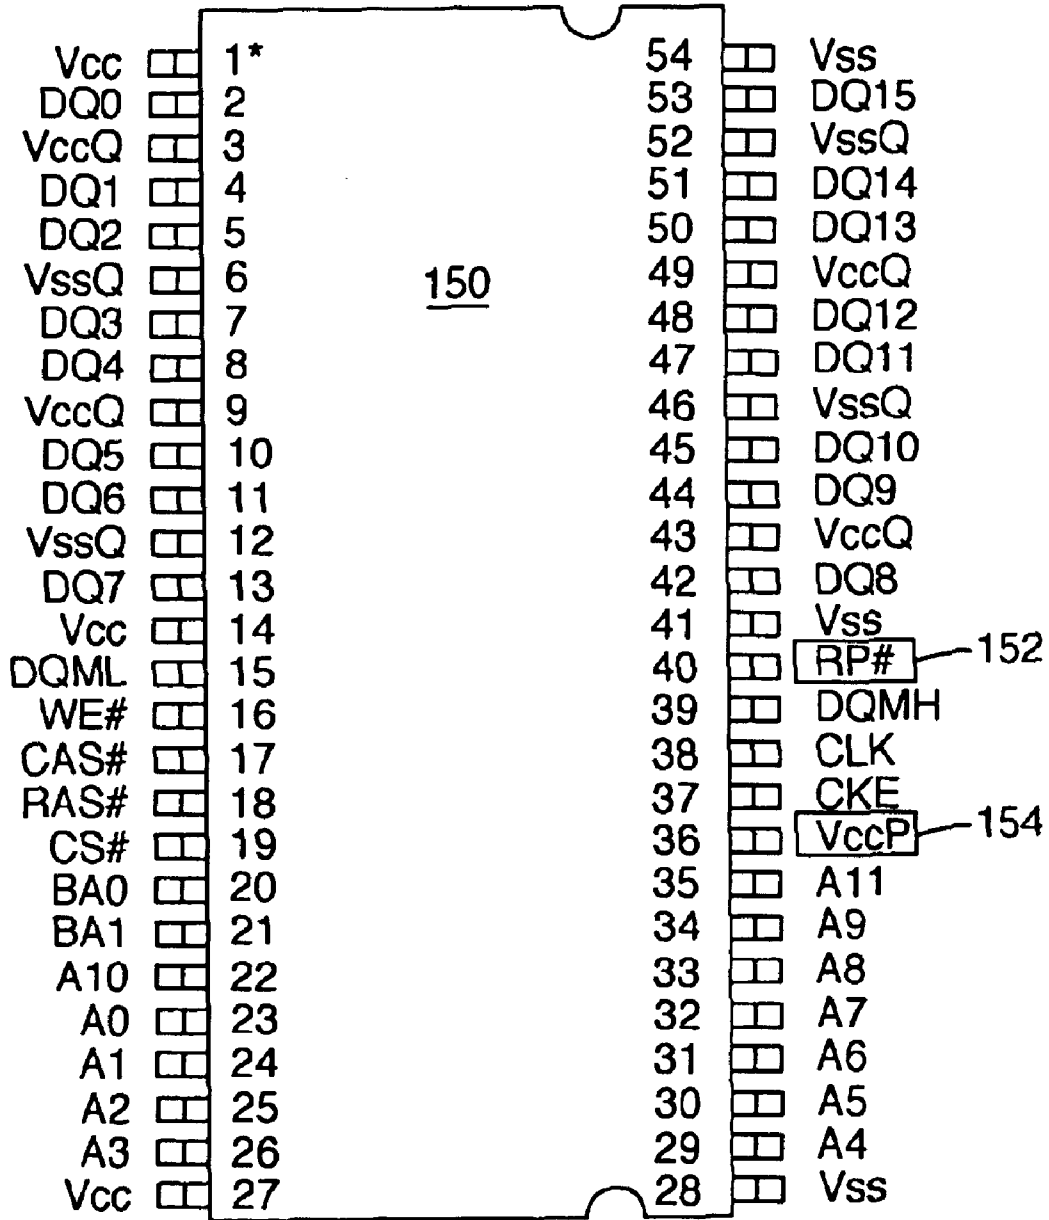 Vcc 1* 54 Vss
DQ0 2 53 DQ15
VccQ 3 52 VssQ
DQ1 4 51 DQ14
DQ2 5 50 DQ13
VssQ 6 150 49 VccQ
DQ3 7 48 DQ12
DQ4 8 47 DQ11
VccQ 9 46 VssQ
DQ5 10 45 DQ10
DQ6 11 44 DQ9
VssQ 12 43 VccQ
DQ7 13 42 DQ8
Vcc 14 41 Vss
DQML 15 40 RP# 152
WE# 16 39 DQMH
CAS# 17 38 CLK
RAS# 18 37 CKE
CS# 19 36 VccP 154
BA0 20 35 A11
BA1 21 34 A9
A10 22 33 A8
A0 23 32 A7
A1 24 31 A6
A2 25 30 A5
A3 26 29 A4
Vcc 27 28 Vss